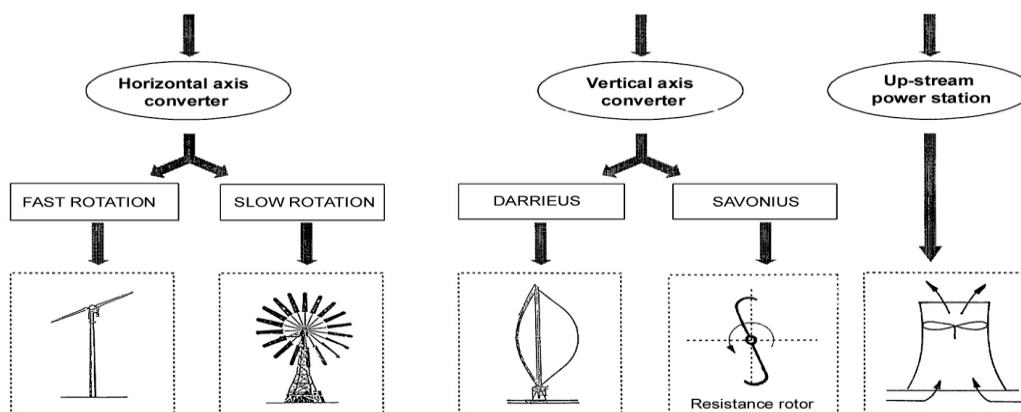 Horizontal axis
converter
Vertical axis
converter
Up-stream
power station
FAST ROTATION
SLOW ROTATION
DARRIEUS
SAVONIUS
Resistance rotor